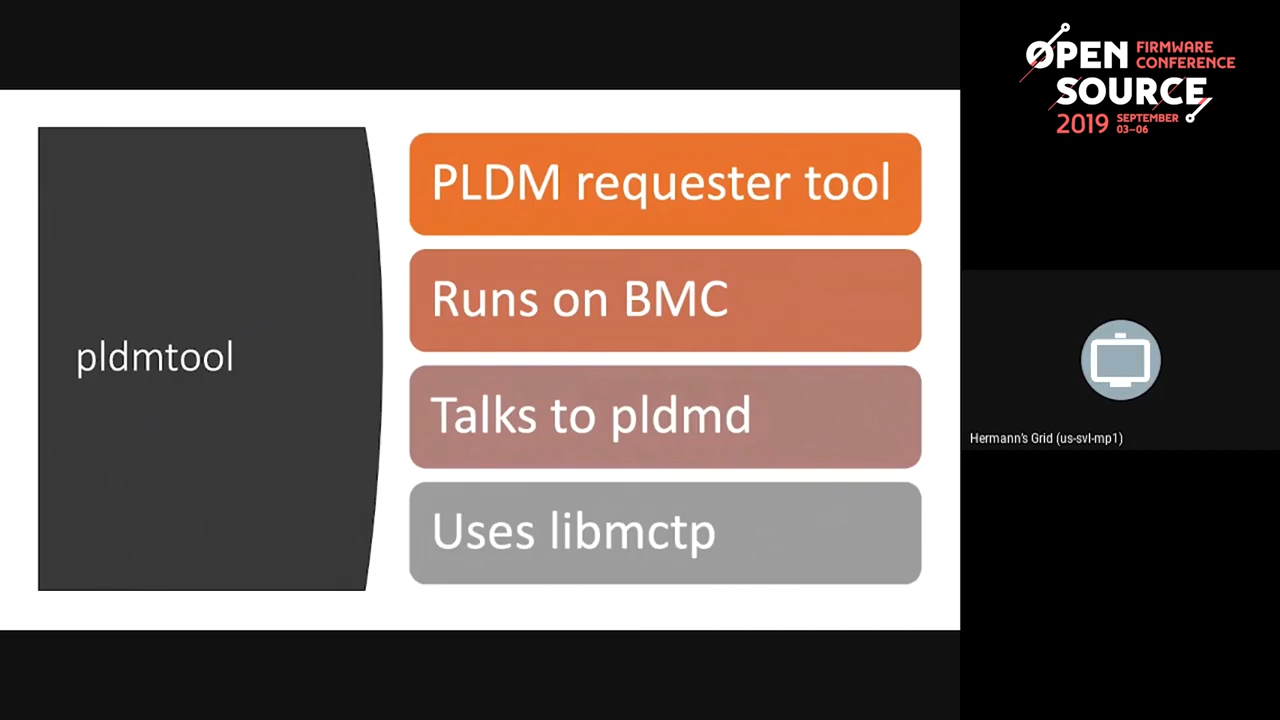 pldmtool
PLDM requester tool
Runs on BMC
Talks to pldmd
Uses libmctp
OPEN FIRMWARE CONFERENCE
SOURCE
2019 SEPTEMBER 03–06
Hermann's Grid (us-svl-mp1)